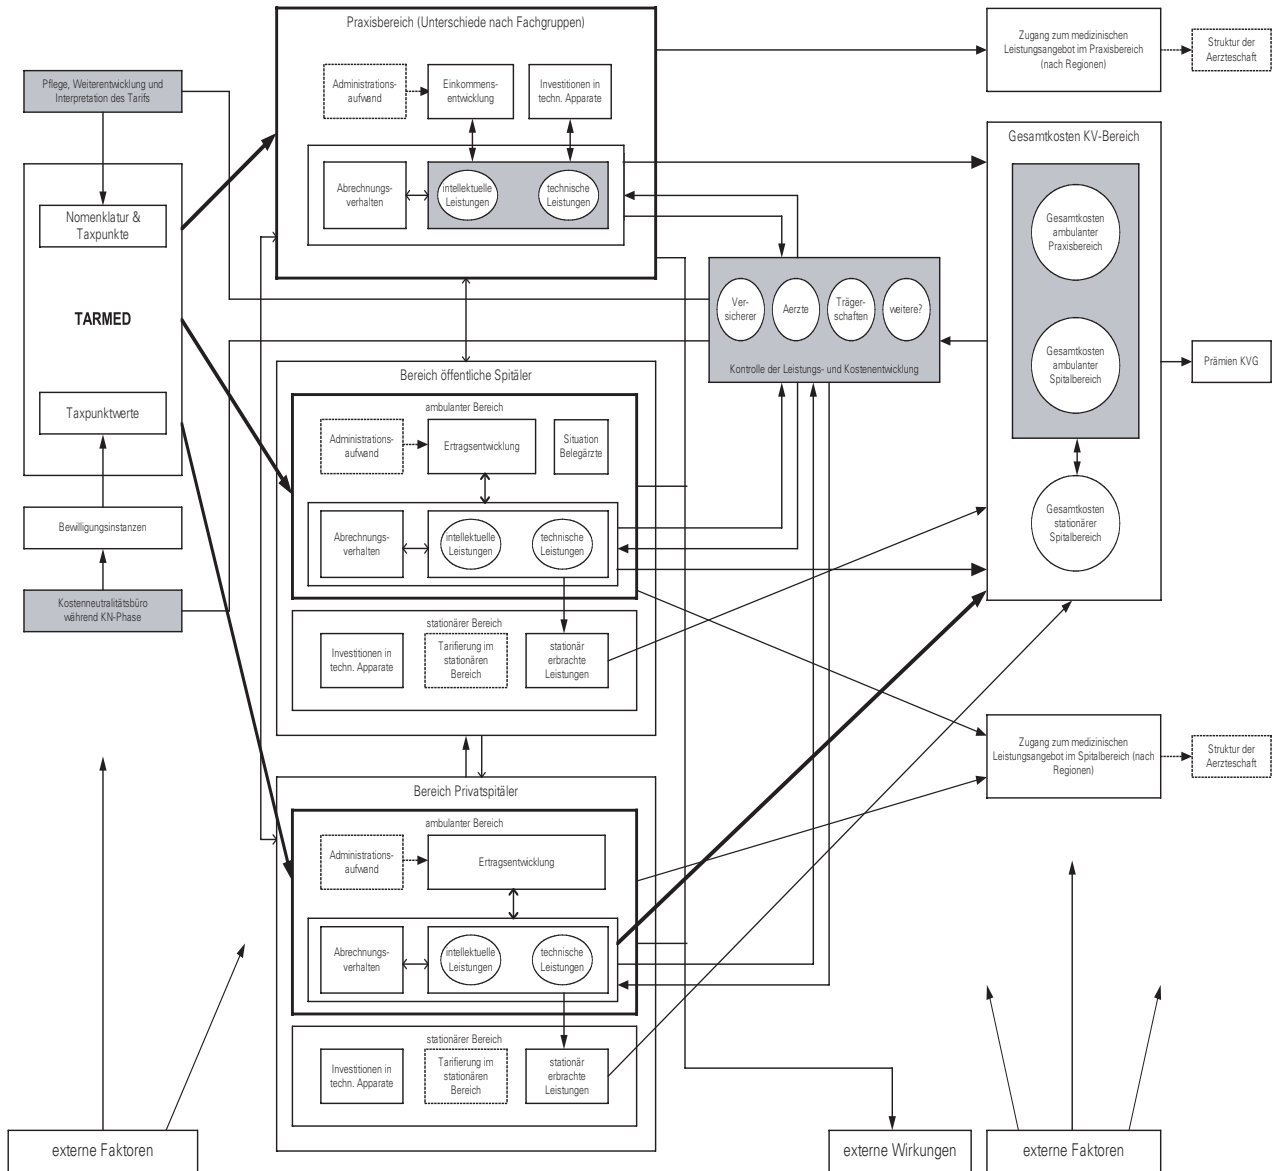 Praxisbereich (Unterschiede nach Fachgruppen)
Administrations-
aufwand
Einkommens-
entwicklung
Investitionen in
techn. Apparate
Abrechnungs-
verhalten
intellektuelle
Leistungen
technische
Leistungen
Pflege, Weiterentwicklung und
Interpretation des Tarifs
Nomenklatur &
Taxpunkte
TARMED
Taxpunktwerte
Bewilligungsinstanzen
Kostenneutralitätsbüro
während KN-Phase
Bereich öffentliche Spitäler
ambulanter Bereich
Administrations-
aufwand
Ertragsentwicklung
Situation
Belegärzte
Abrechnungs-
verhalten
intellektuelle
Leistungen
technische
Leistungen
stationärer Bereich
Investitionen in
techn. Apparate
Tarifierung im
stationären
Bereich
stationär
erbrachte
Leistungen
Bereich Privatspitäler
ambulanter Bereich
Administrations-
aufwand
Ertragsentwicklung
Abrechnungs-
verhalten
intellektuelle
Leistungen
technische
Leistungen
stationärer Bereich
Investitionen in
techn. Apparate
Tarifierung im
stationären
Bereich
stationär
erbrachte
Leistungen
Ver-
sicherer
Aerzte
Träger-
schaften
weitere?
Kontrolle der Leistungs- und Kostenentwicklung
Zugang zum medizinischen
Leistungsangebot im Praxisbereich
(nach Regionen)
Struktur der
Aerzteschaft
Gesamtkosten KV-Bereich
Gesamtkosten
ambulanter
Praxisbereich
Gesamtkosten
ambulanter
Spitalbereich
Gesamtkosten
stationärer
Spitalbereich
Prämien KVG
Zugang zum medizinischen
Leistungsangebot im Spitalbereich (nach
Regionen)
Struktur der
Aerzteschaft
externe Faktoren
externe Wirkungen
externe Faktoren